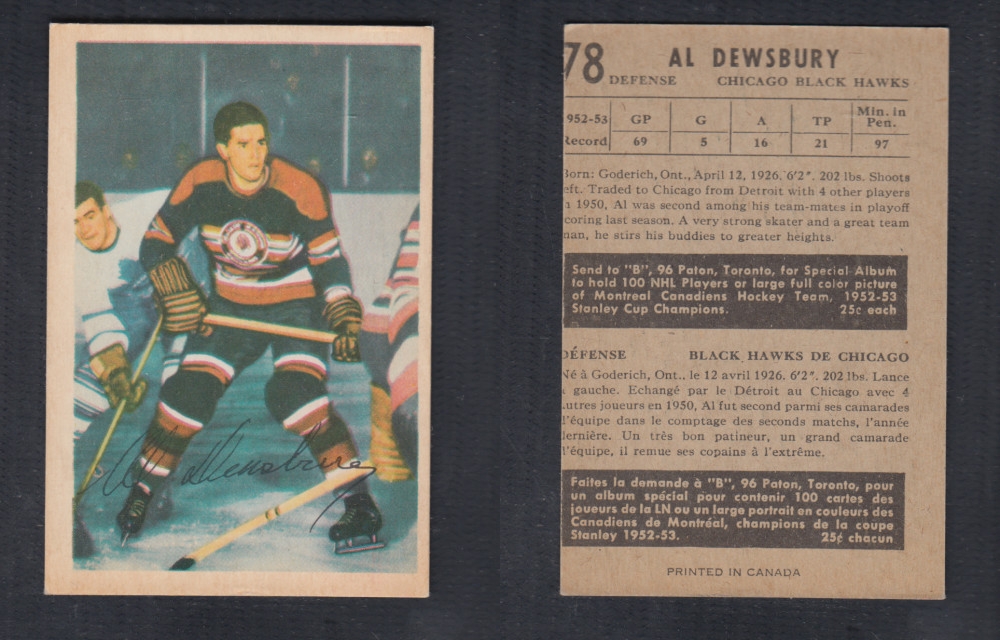 Al Dewsbury
78 AL DEWSBURY
DEFENSE CHICAGO BLACK HAWKS
952-53 GP G A TP Min. in Pen.
Record 69 5 16 21 97
Born: Goderich, Ont., April 12, 1926. 6'2". 202 lbs. Shoots
eft. Traded to Chicago from Detroit with 4 other players
n 1950, Al was second among his team-mates in playoff
coring last season. A very strong skater and a great team
man, he stirs his buddies to greater heights.
Send to "B", 96 Paton, Toronto, for Special Album
to hold 100 NHL Players or large full color picture
of Montreal Canadiens Hockey Team, 1952-53
Stanley Cup Champions. 25¢ each
DÉFENSE BLACK HAWKS DE CHICAGO
Né à Goderich, Ont., le 12 avril 1926. 6'2". 202 lbs. Lance
à gauche. Echangé par le Détroit au Chicago avec 4
utres joueurs en 1950, Al fut second parmi ses camarades
l'équipe dans le comptage des seconds matchs, l'année
dernière. Un très bon patineur, un grand camarade
l'équipe, il remue ses copains à l'extrême.
Faites la demande à "B", 96 Paton, Toronto, pour
un album spécial pour contenir 100 cartes des
joueurs de la LN ou un large portrait en couleurs des
Canadiens de Montréal, champions de la coupe
Stanley 1952-53. 25¢ chacun
PRINTED IN CANADA